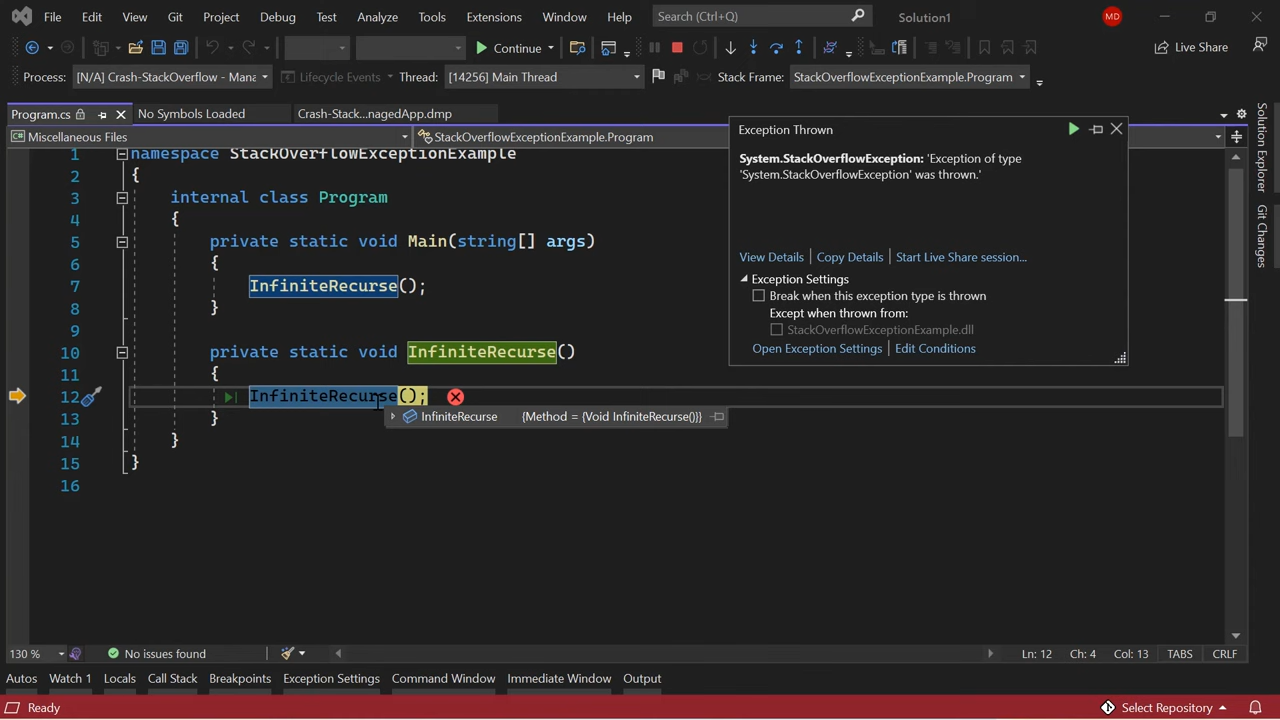 File Edit View Git Project Debug Test Analyze Tools Extensions Window Help Search (Ctrl+Q) Solution1 MD
Continue Live Share
Process: [N/A] Crash-StackOverflow - Mana Lifecycle Events Thread: [14256] Main Thread Stack Frame: StackOverflowExceptionExample.Program
Program.cs No Symbols Loaded Crash-Stack...nagedApp.dmp
Miscellaneous Files StackOverflowExceptionExample.Program
1 namespace StackOverflowExceptionExample
2 {
3 internal class Program
4 {
5 private static void Main(string[] args)
6 {
7 InfiniteRecurse();
8 }
9
10 private static void InfiniteRecurse()
11 {
12 InfiniteRecurse();
InfiniteRecurse {Method = {Void InfiniteRecurse()}}
13 }
14 }
15 }
16
Exception Thrown
System.StackOverflowException: 'Exception of type
'System.StackOverflowException' was thrown.'
View Details Copy Details Start Live Share session...
Exception Settings
Break when this exception type is thrown
Except when thrown from:
StackOverflowExceptionExample.dll
Open Exception Settings Edit Conditions
Solution Explorer
Git Changes
130 % No issues found Ln: 12 Ch: 4 Col: 13 TABS CRLF
Autos Watch 1 Locals Call Stack Breakpoints Exception Settings Command Window Immediate Window Output
Ready Select Repository